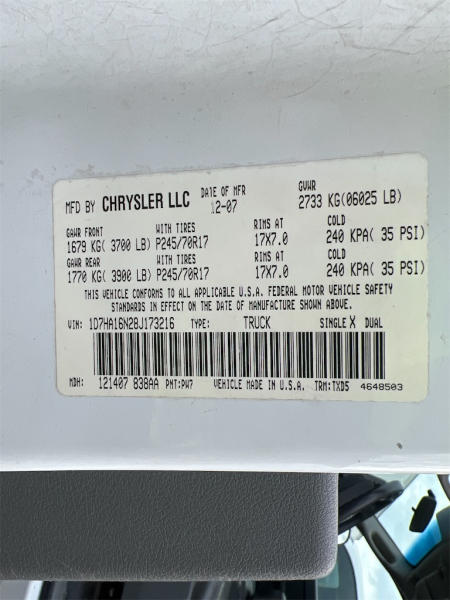 MFD BY CHRYSLER LLC DATE OF MFR 12-07 GVWR 2733 KG(06025 LB)
GAWR FRONT WITH TIRES RIMS AT COLD
1679 KG( 3700 LB) P245/70R17 17X7.0 240 KPA( 35 PSI)
GAWR REAR WITH TIRES RIMS AT COLD
1770 KG( 3900 LB) P245/70R17 17X7.0 240 KPA( 35 PSI)
THIS VEHICLE CONFORMS TO ALL APPLICABLE U.S.A. FEDERAL MOTOR VEHICLE SAFETY
STANDARDS IN EFFECT ON THE DATE OF MANUFACTURE SHOWN ABOVE.
VIN: 1D7HA16N28J173216 TYPE: TRUCK SINGLE X DUAL
MDH: 121407 838AA PNT:PW7 VEHICLE MADE IN U.S.A. TRM:TXD5 4648503